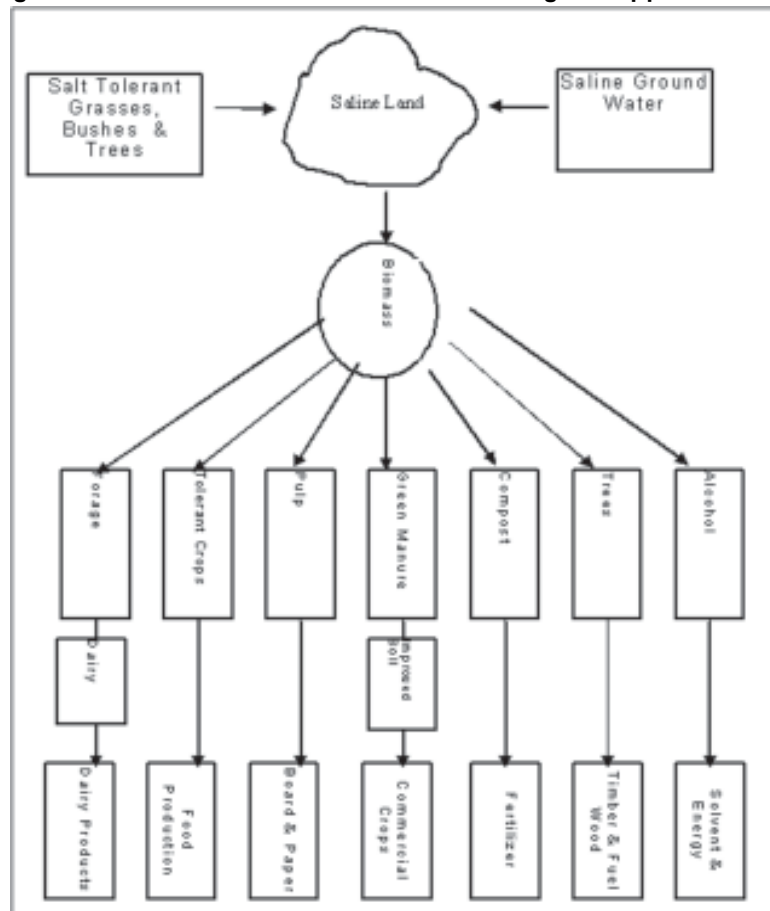 Salt Tolerant
Grasses,
Bushes &
Trees
Saline Land
Saline Ground
Water
Biomass
Forage
Tolerant Crops
Pulp
Green Manure
Compost
Trees
Alcohol
Dairy
Improved
Soil
Dairy Products
Food
Production
Board & Paper
Commercial
Crops
Fertilizer
Timber & Fuel
Wood
Solvent &
Energy